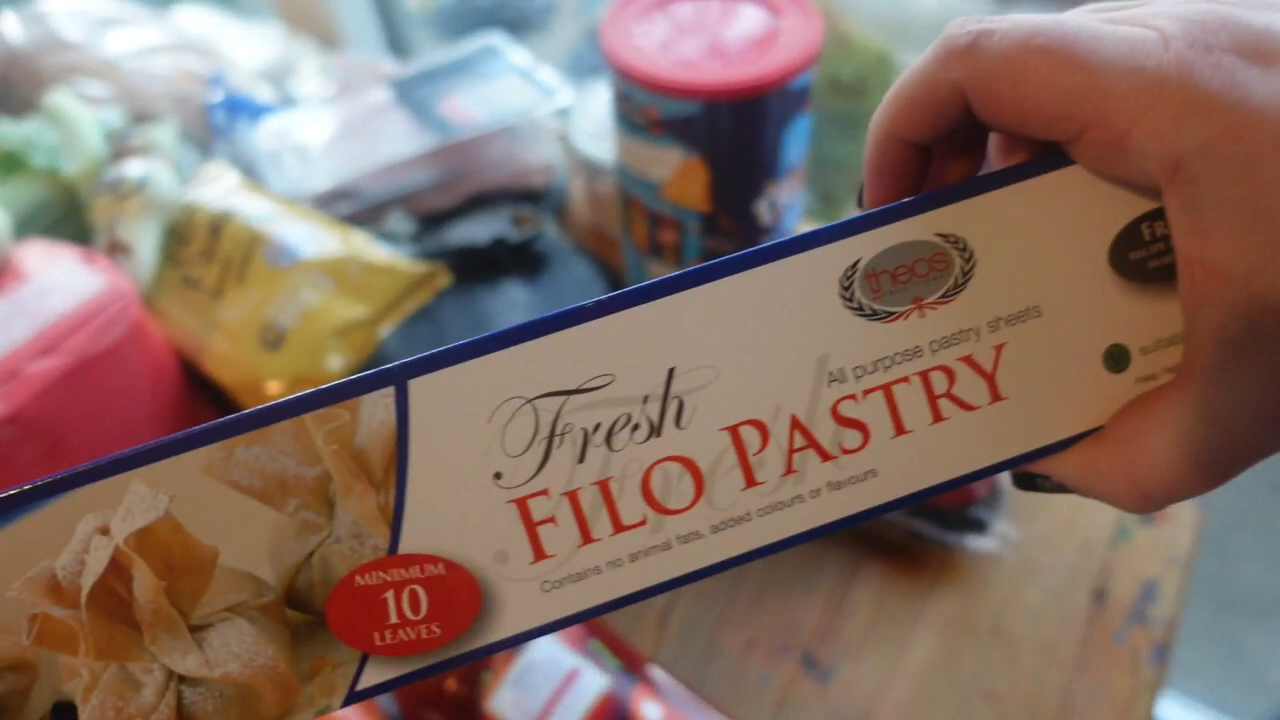 theos
All purpose pastry sheets
Fresh
FILO PASTRY
Contains no animal fats, added colours or flavours
MINIMUM
10
LEAVES